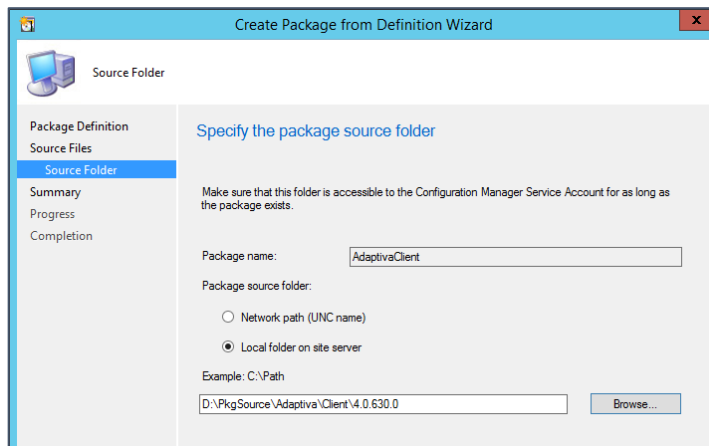 Create Package from Definition Wizard
x
Source Folder
Package Definition
Source Files
Source Folder
Summary
Progress
Completion
Specify the package source folder
Make sure that this folder is accessible to the Configuration Manager Service Account for as long as
the package exists.
Package name:
AdaptivaClient
Package source folder:
Network path (UNC name)
Local folder on site server
Example: C:\Path
D:\PkgSource\Adaptiva\Client\4.0.630.0
Browse...